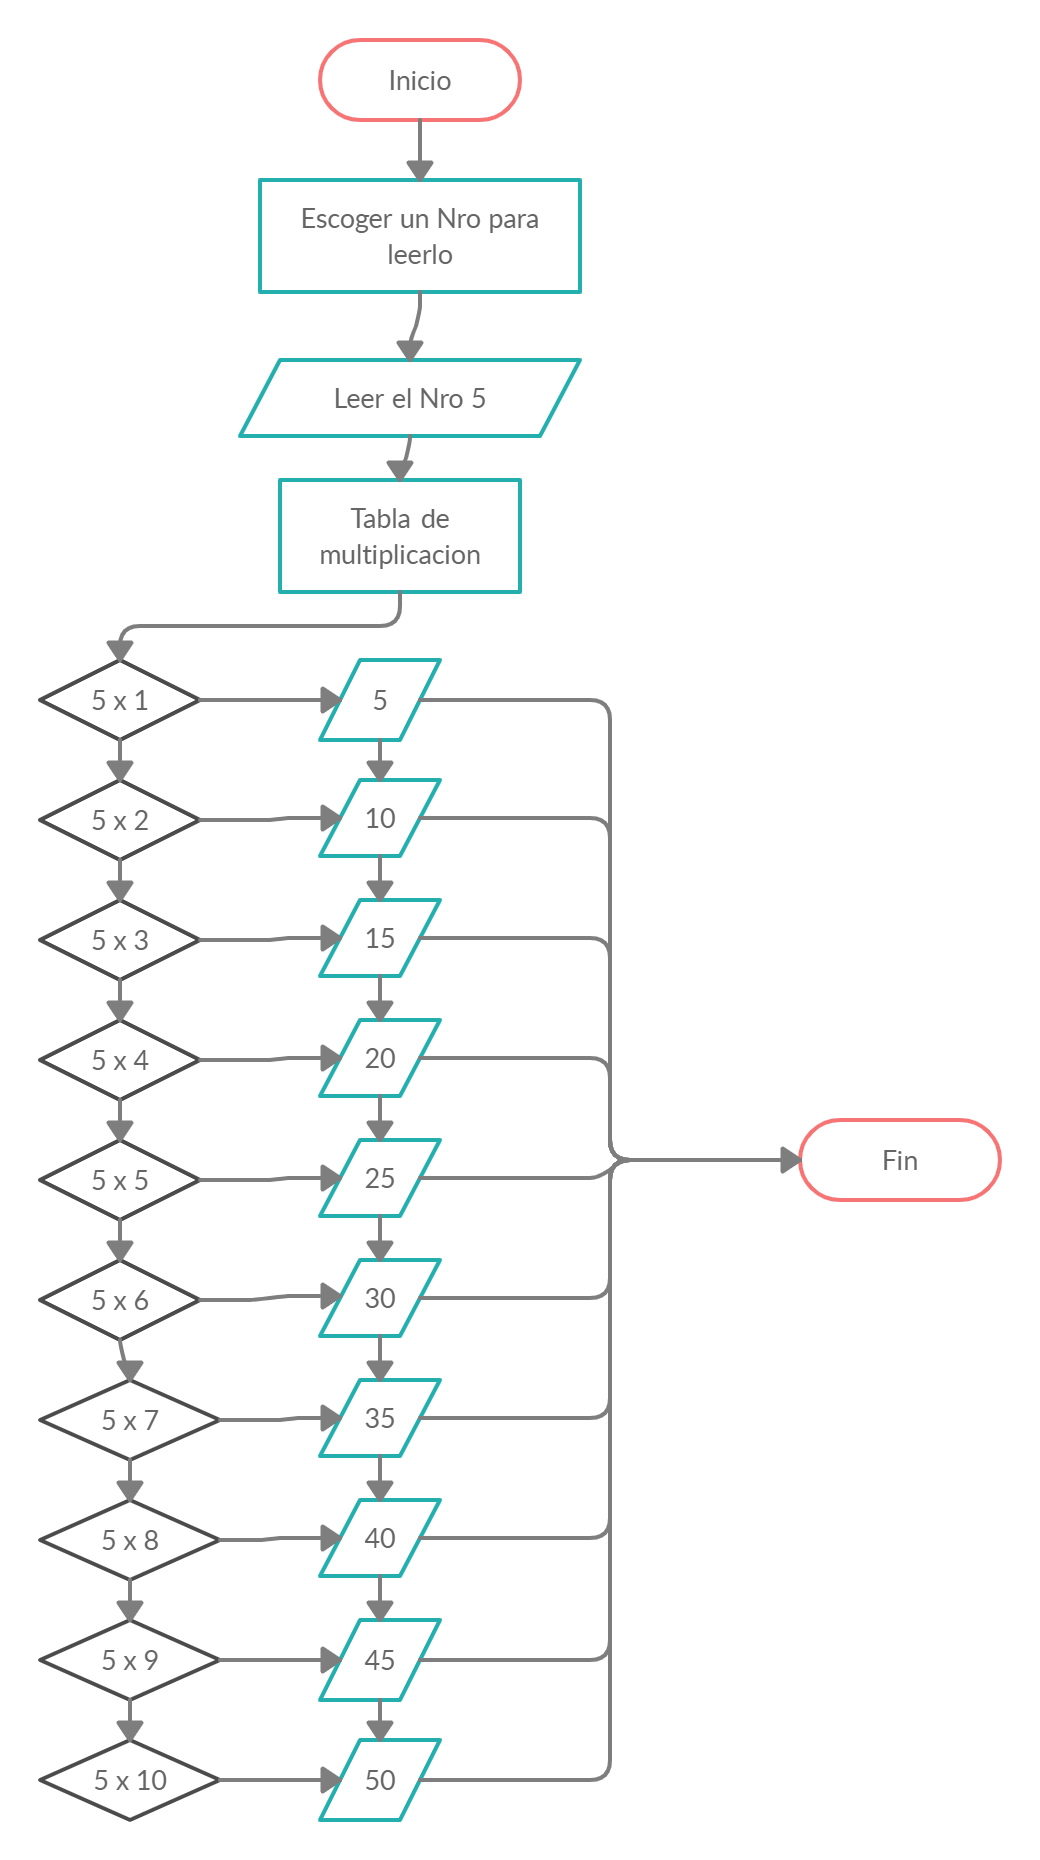 Inicio
Escoger un Nro para
leerlo
Leer el Nro 5
Tabla de
multiplicacion
5 x 1
5
5 x 2
10
5 x 3
15
5 x 4
20
5 x 5
25
Fin
5 x 6
30
5 x 7
35
5 x 8
40
5 x 9
45
5 x 10
50